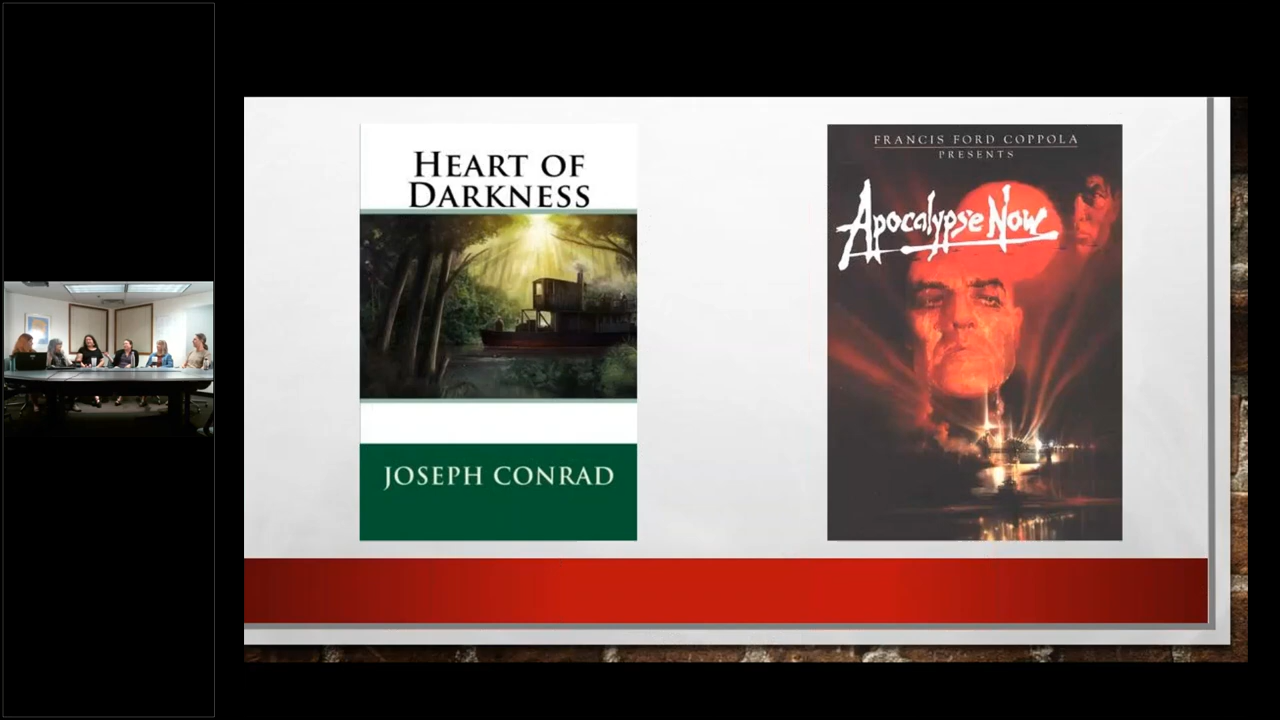 HEART OF
DARKNESS
JOSEPH CONRAD
FRANCIS FORD COPPOLA
PRESENTS
Apocalypse Now